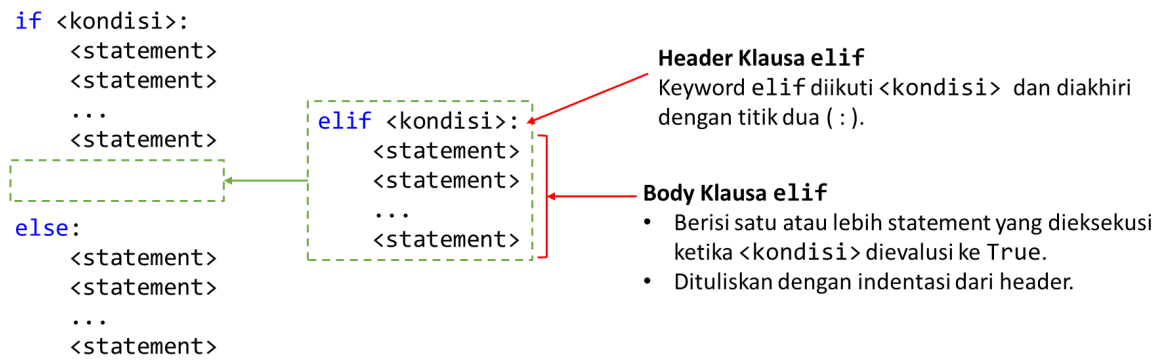 if <kondisi>:
<statement>
<statement>
...
<statement>
else:
<statement>
<statement>
...
<statement>
elif <kondisi>:
<statement>
<statement>
...
<statement>
Header Klausa elif
Keyword elif diikuti <kondisi> dan diakhiri
dengan titik dua (:).
Body Klausa elif
• Berisi satu atau lebih statement yang dieksekusi
ketika <kondisi> dievalusi ke True.
• Dituliskan dengan indentasi dari header.